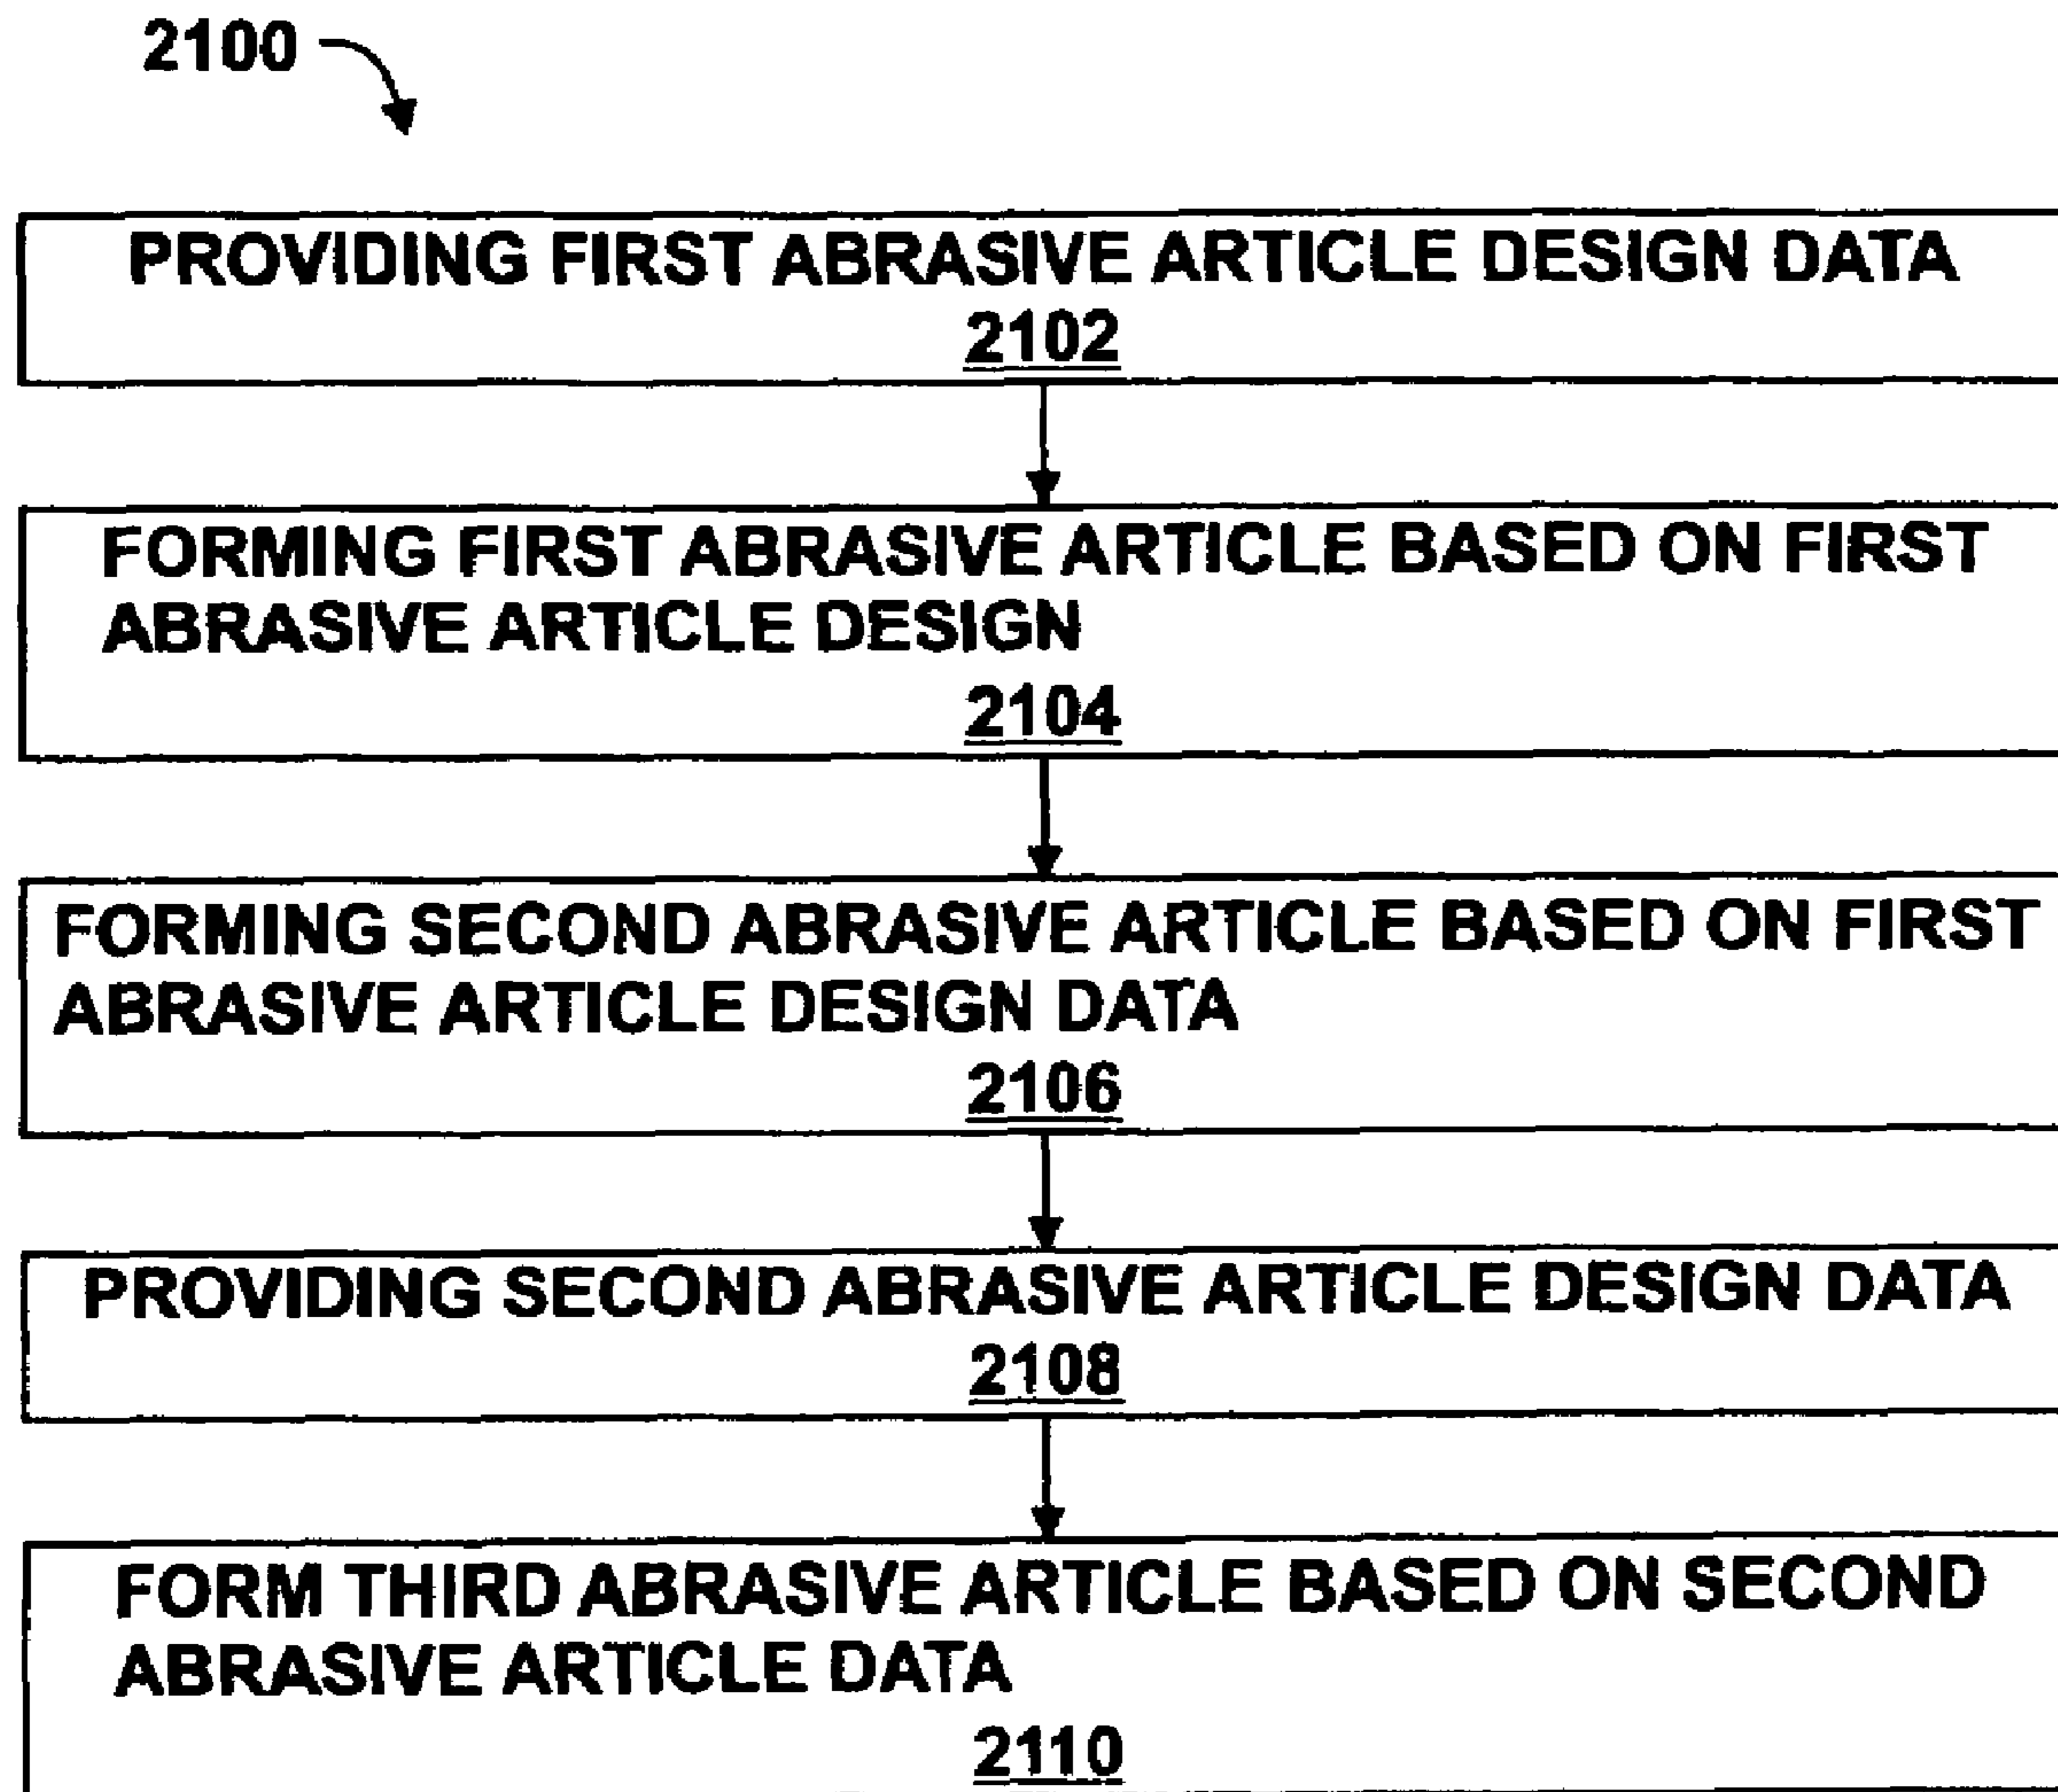 2100
PROVIDING FIRST ABRASIVE ARTICLE DESIGN DATA
2102
FORMING FIRST ABRASIVE ARTICLE BASED ON FIRST
ABRASIVE ARTICLE DESIGN
2104
FORMING SECOND ABRASIVE ARTICLE BASED ON FIRST
ABRASIVE ARTICLE DESIGN DATA
2106
PROVIDING SECOND ABRASIVE ARTICLE DESIGN DATA
2108
FORM THIRD ABRASIVE ARTICLE BASED ON SECOND
ABRASIVE ARTICLE DATA
2110